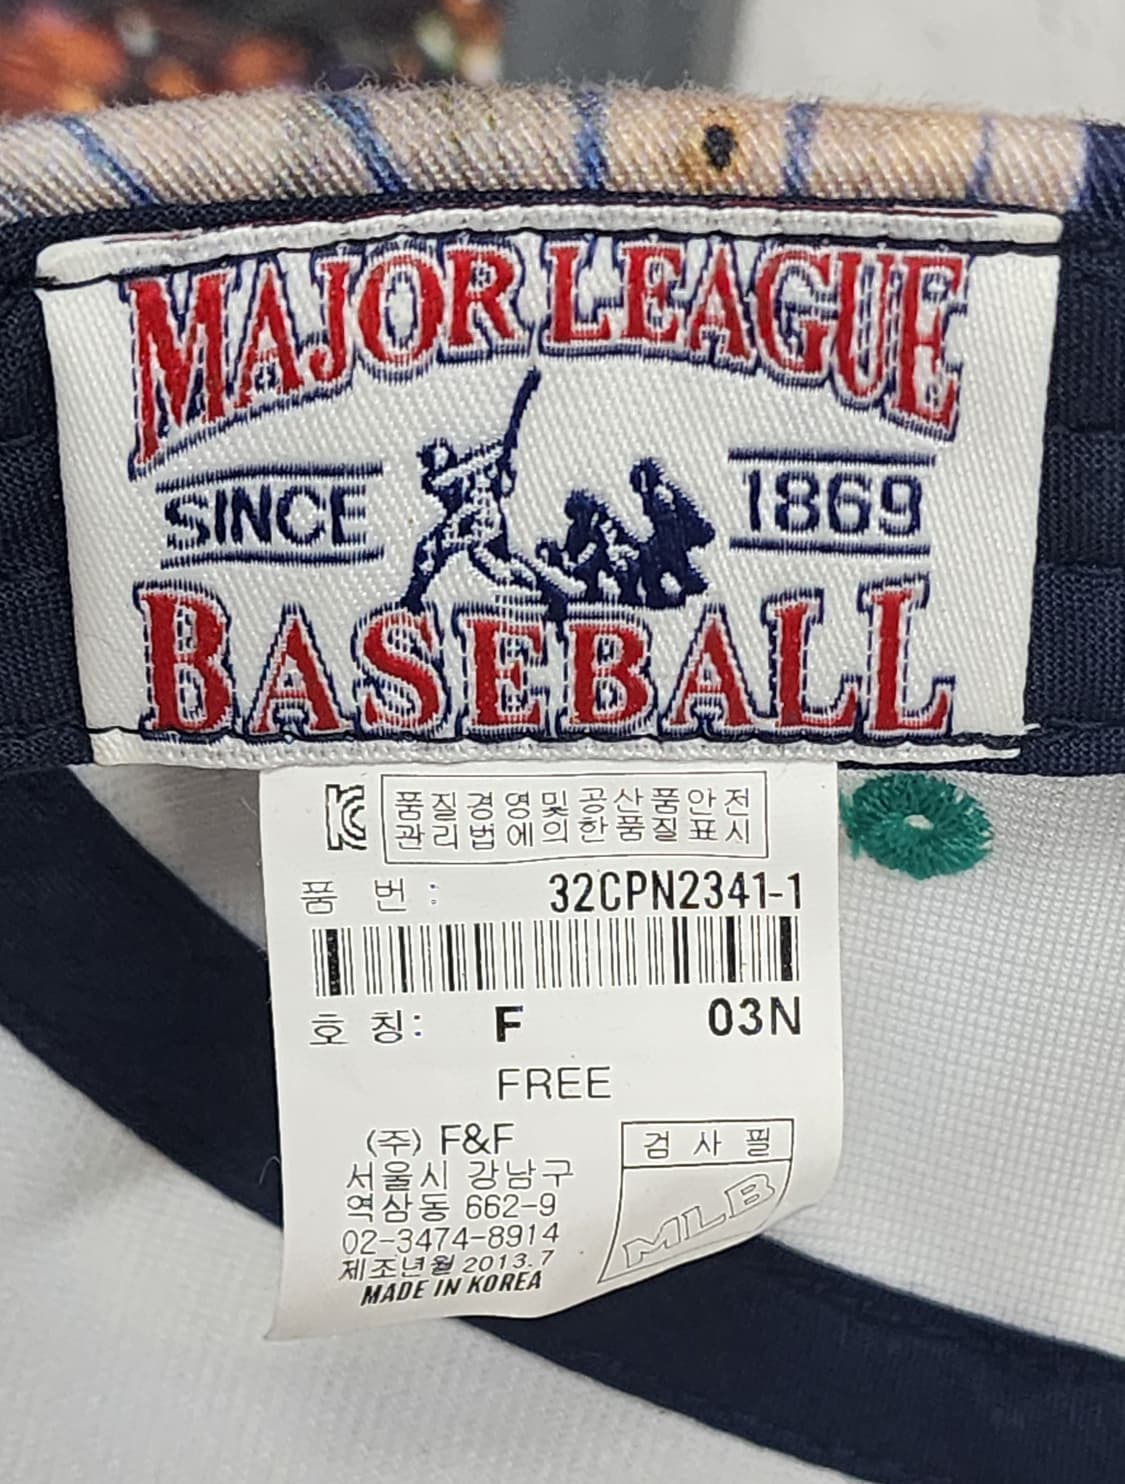 MAJOR LEAGUE
SINCE 1869
BASEBALL
품질경영및공산품안전
관리법에의한품질표시
품 번 : 32CPN2341-1
호 칭: F 03N
FREE
(주) F&F
서울시 강남구
역삼동 662-9
02-3474-8914
제조년월 2013.7
MADE IN KOREA
검 사 필
MLB